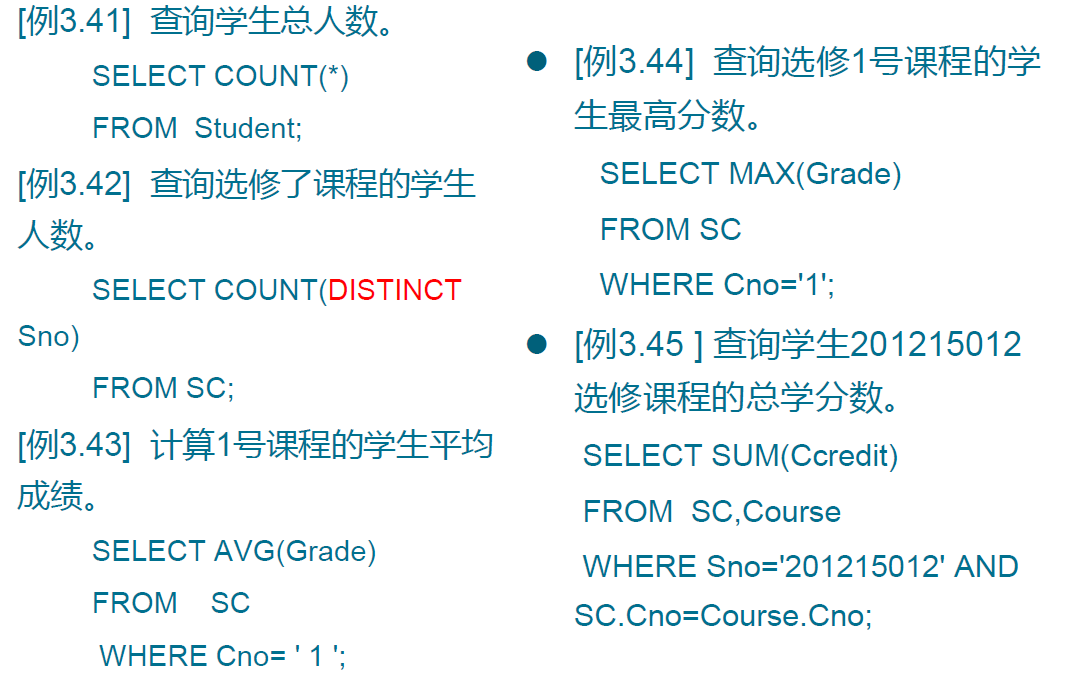 [例3.41]  查询学生总人数。
SELECT COUNT(*)
FROM  Student;
[例3.42]  查询选修了课程的学生
人数。
SELECT COUNT(DISTINCT
Sno)
FROM SC;
[例3.43]  计算1号课程的学生平均
成绩。
SELECT AVG(Grade)
FROM    SC
WHERE Cno= ' 1 ';
● [例3.44]  查询选修1号课程的学
生最高分数。
SELECT MAX(Grade)
FROM SC
WHERE Cno='1';
● [例3.45 ] 查询学生201215012
选修课程的总学分数。
SELECT SUM(Ccredit)
FROM  SC,Course
WHERE Sno='201215012' AND
SC.Cno=Course.Cno;